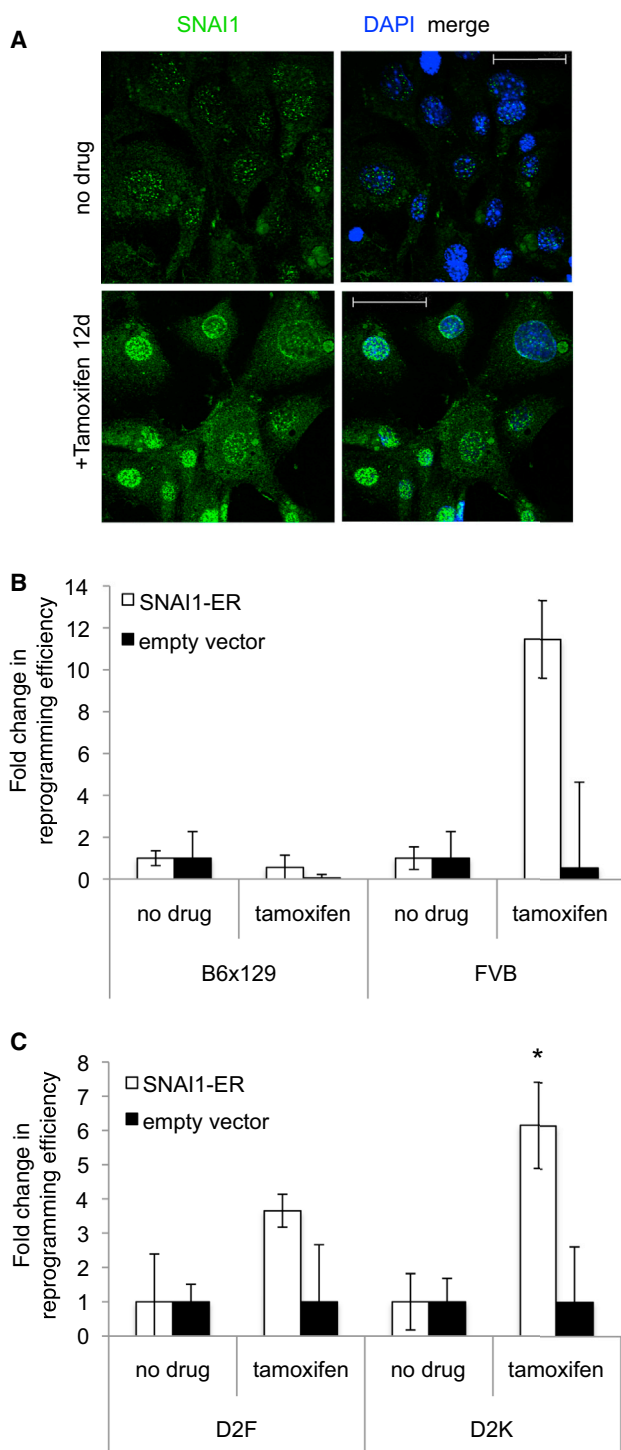 SNAI1 DAPI merge
A
no drug
+Tamoxifen 12d
B
14
12
10
8
6
4
2
0
Fold change in
reprogramming efficiency
SNAI1-ER
empty vector
no drug tamoxifen no drug tamoxifen
B6x129 FVB
C
8
7
6
5
4
3
2
1
0
Fold change in
reprogramming efficiency
SNAI1-ER
empty vector
*
no drug tamoxifen no drug tamoxifen
D2F D2K